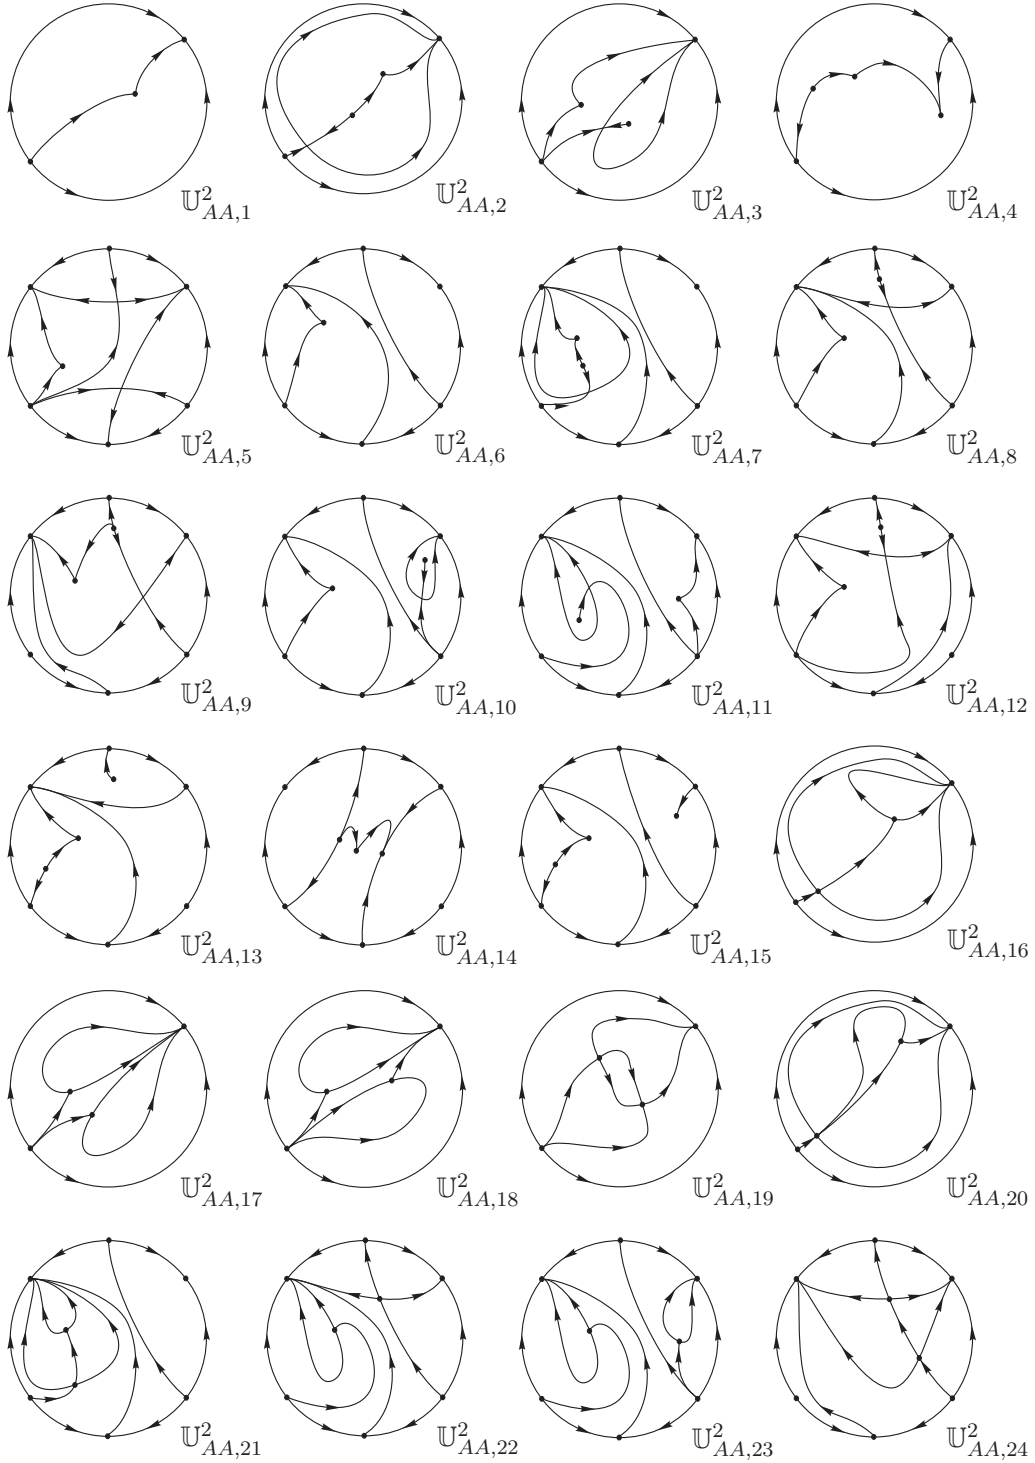 𝕌²_{AA,1} 𝕌²_{AA,2} 𝕌²_{AA,3} 𝕌²_{AA,4}
𝕌²_{AA,5} 𝕌²_{AA,6} 𝕌²_{AA,7} 𝕌²_{AA,8}
𝕌²_{AA,9} 𝕌²_{AA,10} 𝕌²_{AA,11} 𝕌²_{AA,12}
𝕌²_{AA,13} 𝕌²_{AA,14} 𝕌²_{AA,15} 𝕌²_{AA,16}
𝕌²_{AA,17} 𝕌²_{AA,18} 𝕌²_{AA,19} 𝕌²_{AA,20}
𝕌²_{AA,21} 𝕌²_{AA,22} 𝕌²_{AA,23} 𝕌²_{AA,24}